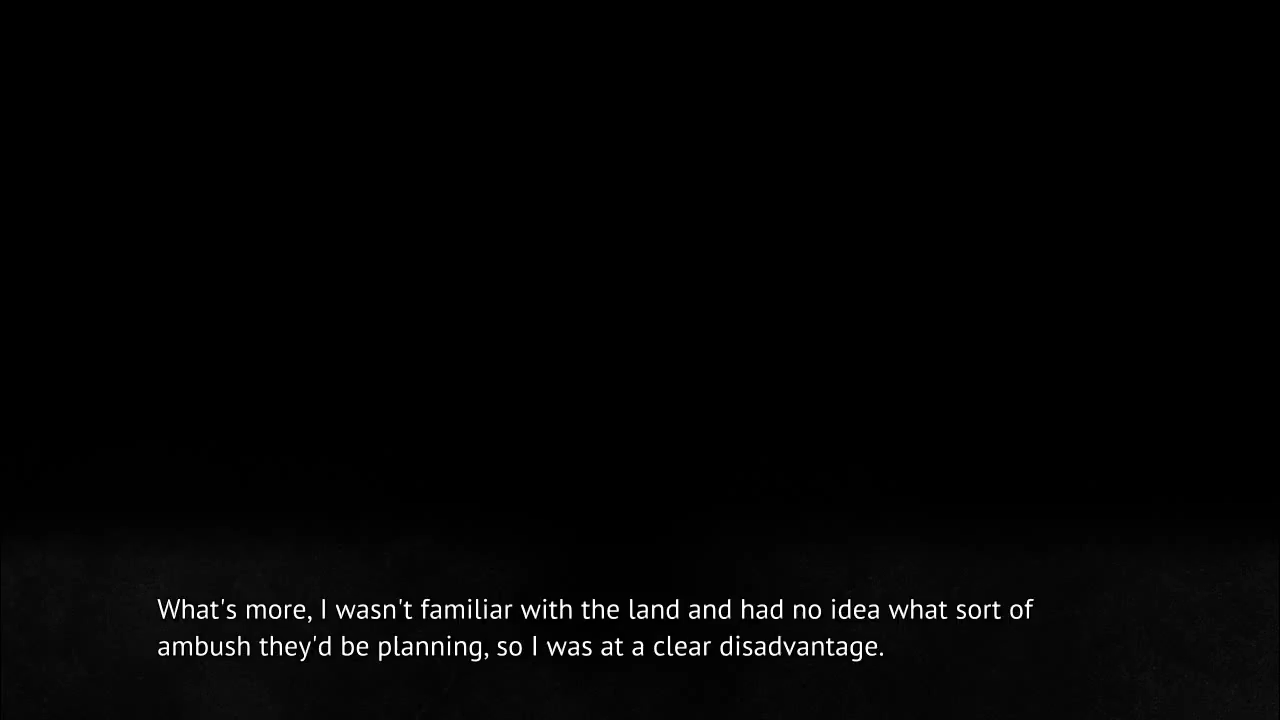 What's more, I wasn't familiar with the land and had no idea what sort of
ambush they'd be planning, so I was at a clear disadvantage.